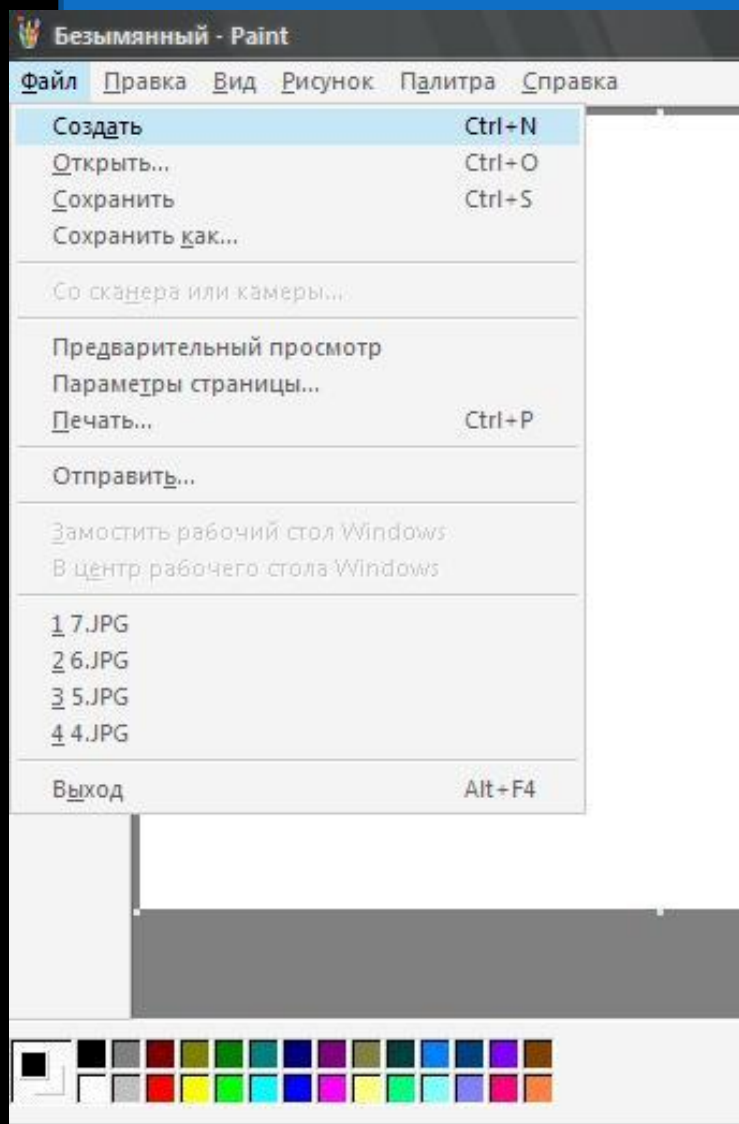 Безымянный - Paint
Файл Правка Вид Рисунок Палитра Справка
Создать Ctrl+N
Открыть... Ctrl+O
Сохранить Ctrl+S
Сохранить как...
Со сканера или камеры...
Предварительный просмотр
Параметры страницы...
Печать... Ctrl+P
Отправить...
Замостить рабочий стол Windows
В центр рабочего стола Windows
1 7.JPG
2 6.JPG
3 5.JPG
4 4.JPG
Выход Alt+F4